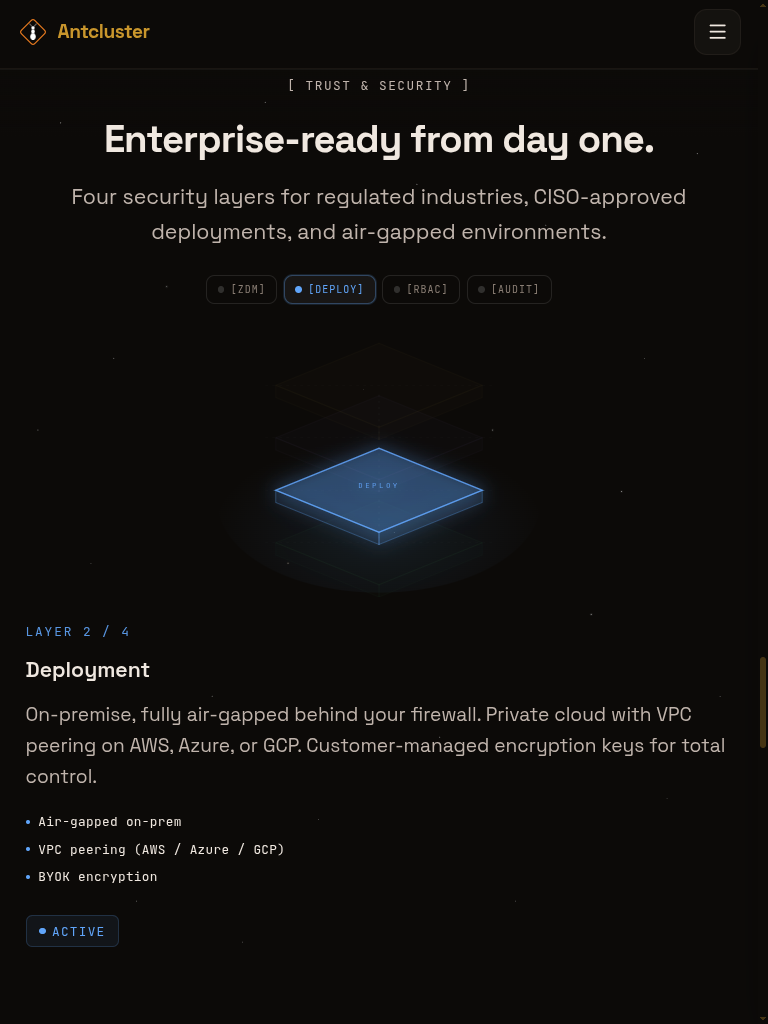 Antcluster
[ TRUST & SECURITY ]
Enterprise-ready from day one.
Four security layers for regulated industries, CISO-approved
deployments, and air-gapped environments.
[ZDM]
[DEPLOY]
[RBAC]
[AUDIT]
DEPLOY
LAYER 2 / 4
Deployment
On-premise, fully air-gapped behind your firewall. Private cloud with VPC
peering on AWS, Azure, or GCP. Customer-managed encryption keys for total
control.
Air-gapped on-prem
VPC peering (AWS / Azure / GCP)
BYOK encryption
ACTIVE